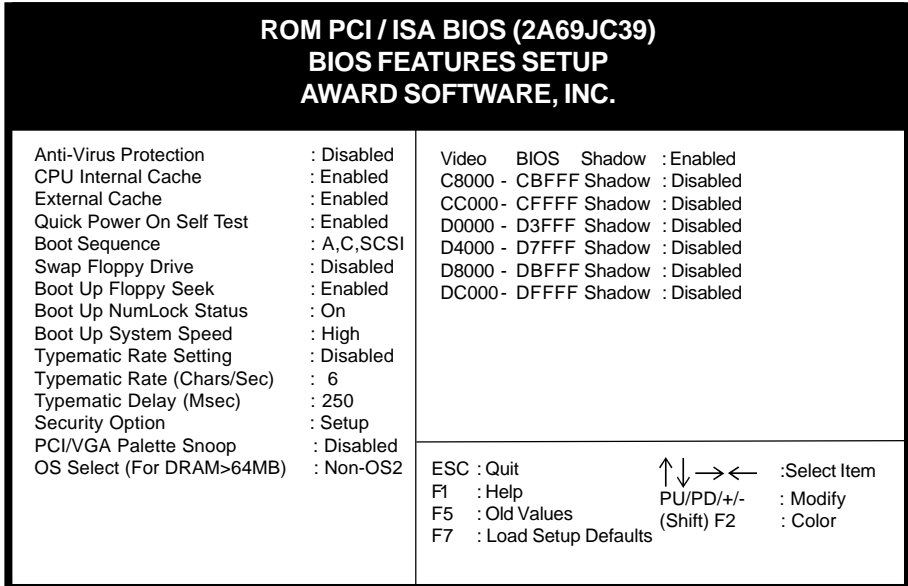 ROM PCI / ISA BIOS (2A69JC39)
BIOS FEATURES SETUP
AWARD SOFTWARE, INC.
Anti-Virus Protection : Disabled
CPU Internal Cache : Enabled
External Cache : Enabled
Quick Power On Self Test : Enabled
Boot Sequence : A,C,SCSI
Swap Floppy Drive : Disabled
Boot Up Floppy Seek : Enabled
Boot Up NumLock Status : On
Boot Up System Speed : High
Typematic Rate Setting : Disabled
Typematic Rate (Chars/Sec) : 6
Typematic Delay (Msec) : 250
Security Option : Setup
PCI/VGA Palette Snoop : Disabled
OS Select (For DRAM>64MB) : Non-OS2
Video BIOS Shadow : Enabled
C8000 - CBFFF Shadow : Disabled
CC000 - CFFFF Shadow : Disabled
D0000 - D3FFF Shadow : Disabled
D4000 - D7FFF Shadow : Disabled
D8000 - DBFFF Shadow : Disabled
DC000 - DFFFF Shadow : Disabled
ESC : Quit
F1 : Help
F5 : Old Values
F7 : Load Setup Defaults
↑↓→← :Select Item
PU/PD/+/- : Modify
(Shift) F2 : Color